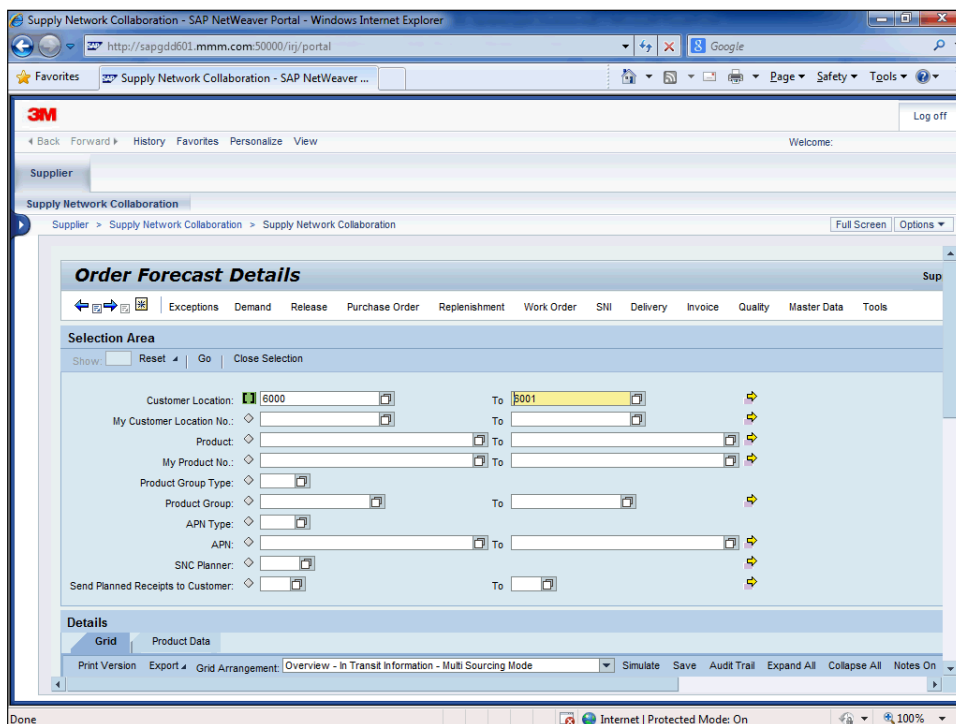 Supply Network Collaboration - SAP NetWeaver Portal - Windows Internet Explorer
http://sapgdd601.mmm.com:50000/irj/portal
Google
Favorites
Supply Network Collaboration - SAP NetWeaver ...
Page Safety Tools
3M
Log off
Back Forward History Favorites Personalize View Welcome:
Supplier
Supply Network Collaboration
Supplier > Supply Network Collaboration > Supply Network Collaboration Full Screen Options
Order Forecast Details Sup
Exceptions Demand Release Purchase Order Replenishment Work Order SNI Delivery Invoice Quality Master Data Tools
Selection Area
Show: Reset Go Close Selection
Customer Location: 6000 To 6001
My Customer Location No.: To
Product: To
My Product No.: To
Product Group Type:
Product Group: To
APN Type:
APN: To
SNC Planner:
Send Planned Receipts to Customer: To
Details
Grid Product Data
Print Version Export Grid Arrangement: Overview - In Transit Information - Multi Sourcing Mode Simulate Save Audit Trail Expand All Collapse All Notes On
Done Internet | Protected Mode: On 100%